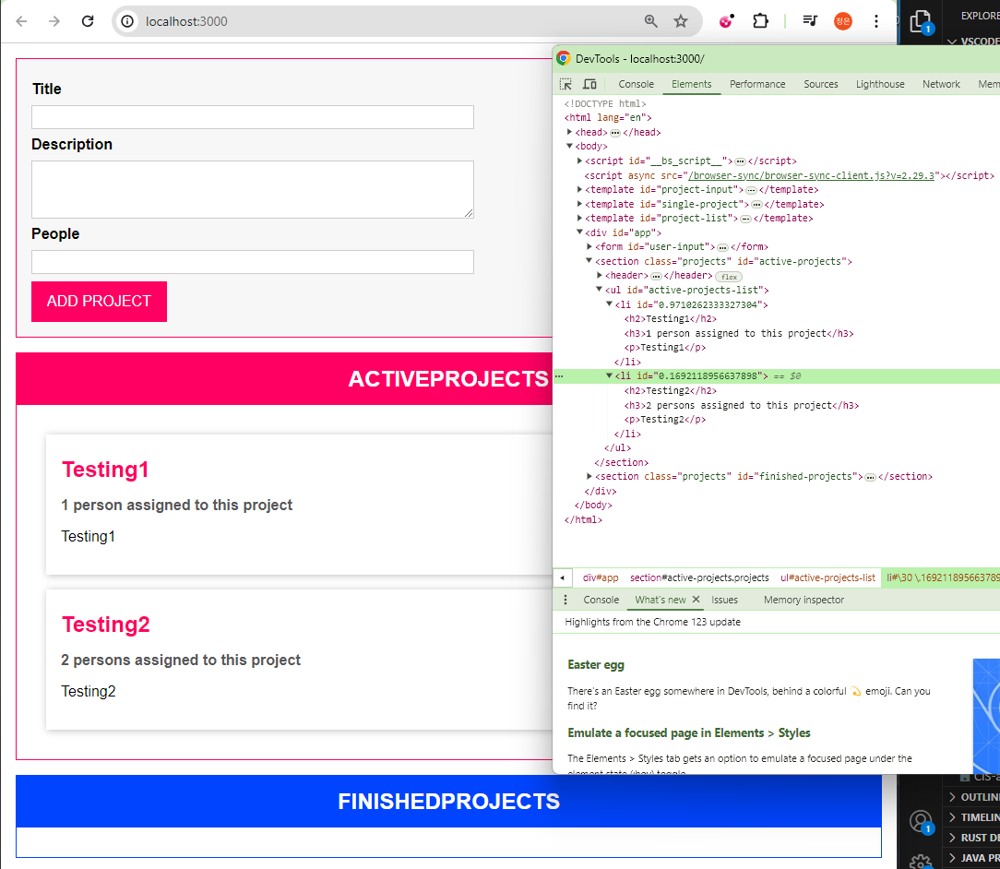 localhost:3000
정은
1
EXPLORE
VSCODE
Title
Description
People
ADD PROJECT
ACTIVEPROJECTS
Testing1
1 person assigned to this project
Testing1
Testing2
2 persons assigned to this project
Testing2
FINISHEDPROJECTS
DevTools - localhost:3000/
Console Elements Performance Sources Lighthouse Network Mem
<!DOCTYPE html>
<html lang="en">
<head> ⋯ </head>
<body>
<script id="__bs_script__"> ⋯ </script>
<script async src="/browser-sync/browser-sync-client.js?v=2.29.3"></script>
<template id="project-input"> ⋯ </template>
<template id="single-project"> ⋯ </template>
<template id="project-list"> ⋯ </template>
<div id="app">
<form id="user-input"> ⋯ </form>
<section class="projects" id="active-projects">
<header> ⋯ </header> flex
<ul id="active-projects-list">
<li id="0.9710262333327304">
<h2>Testing1</h2>
<h3>1 person assigned to this project</h3>
<p>Testing1</p>
</li>
<li id="0.1692118956637898"> == $0
<h2>Testing2</h2>
<h3>2 persons assigned to this project</h3>
<p>Testing2</p>
</li>
</ul>
</section>
<section class="projects" id="finished-projects"> ⋯ </section>
</div>
</body>
</html>
div#app section#active-projects.projects ul#active-projects-list li#\30 \.169211895663789
Console What's new Issues Memory inspector
Highlights from the Chrome 123 update
Easter egg
There's an Easter egg somewhere in DevTools, behind a colorful 💫 emoji. Can you
find it?
Emulate a focused page in Elements > Styles
The Elements > Styles tab gets an option to emulate a focused page under the
element state (:hov) toggle.
OUTLIN
TIMELIN
RUST DE
JAVA PR
1